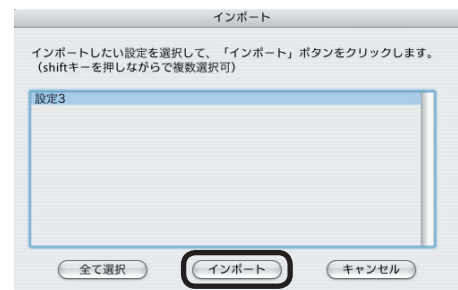 インポート
インポートしたい設定を選択して、「インポート」ボタンをクリックします。
（shiftキーを押しながらで複数選択可）
設定3
全て選択 インポート キャンセル